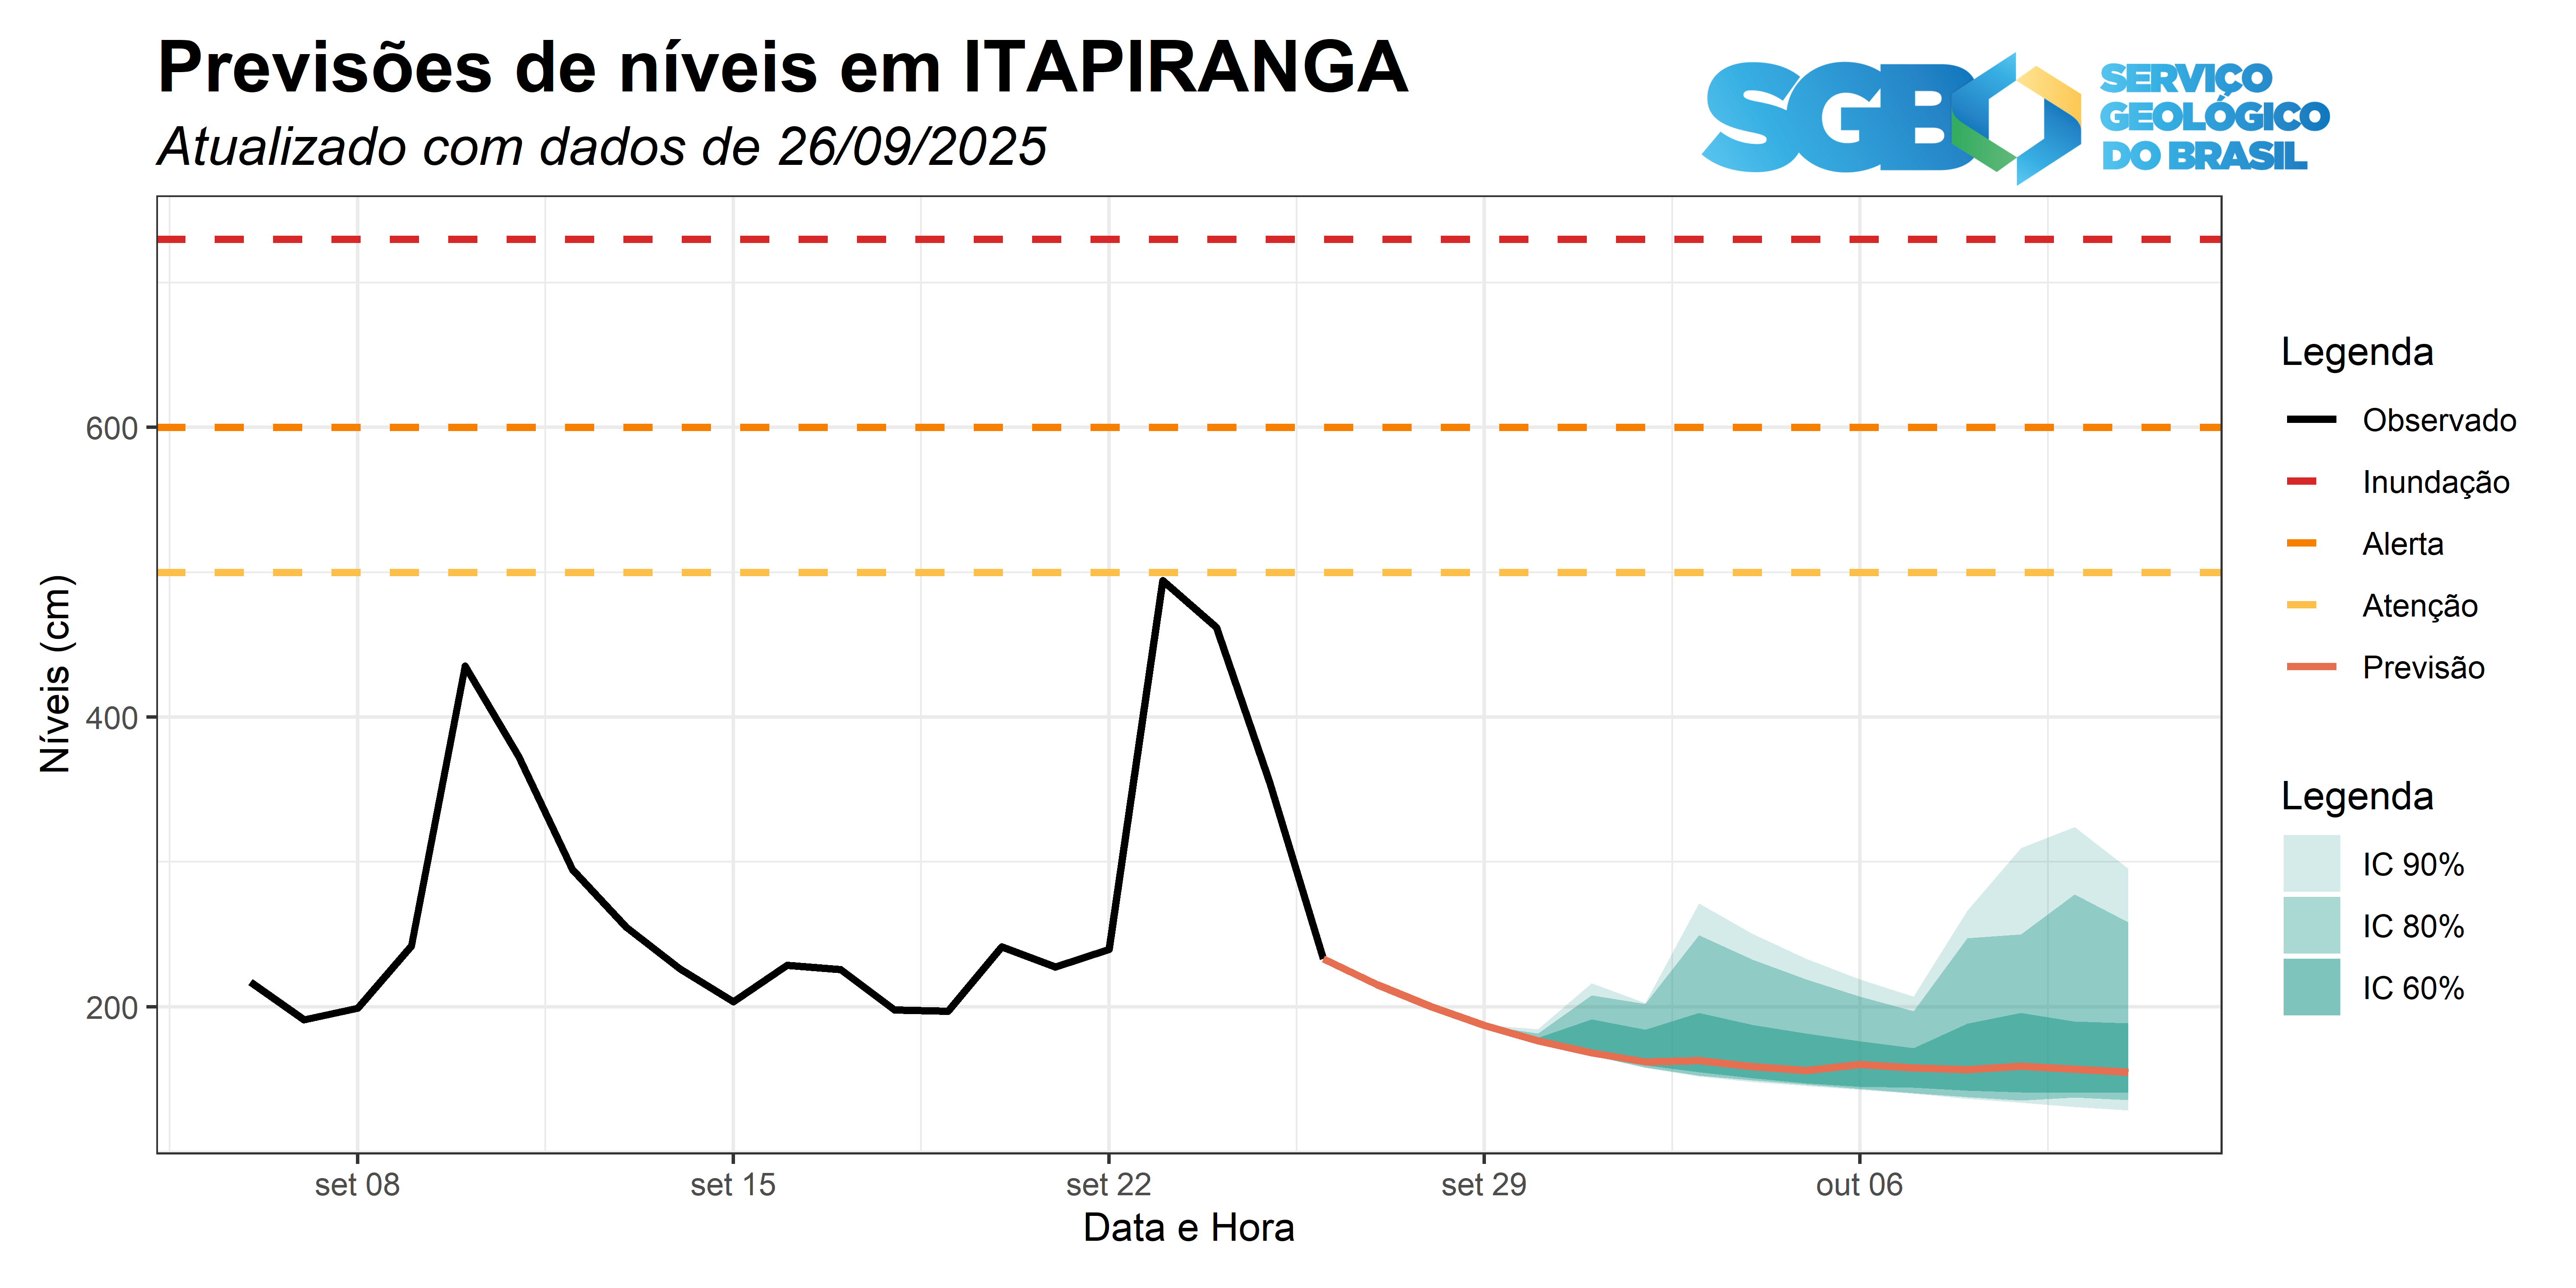 Previsões de níveis em ITAPIRANGA
Atualizado com dados de 26/09/2025
SGB
SERVIÇO
GEOLÓGICO
DO BRASIL
Níveis (cm)
600
400
200
set 08
set 15
set 22
set 29
out 06
Data e Hora
Legenda
Observado
Inundação
Alerta
Atenção
Previsão
Legenda
IC 90%
IC 80%
IC 60%